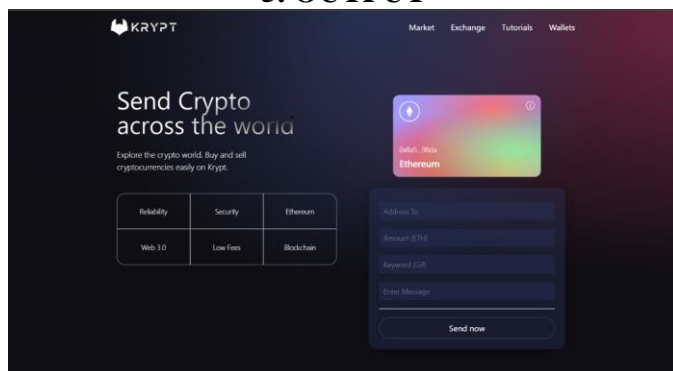 KRYPT
Market Exchange Tutorials Wallets
Send Crypto
across the world
Explore the crypto world. Buy and sell
cryptocurrencies easily on Krypt.
Reliability Security Ethereum
Web 3.0 Low Fees Blockchain
Ethereum
Address To
Amount (ETH)
Keyword (Gif)
Enter Message
Send now